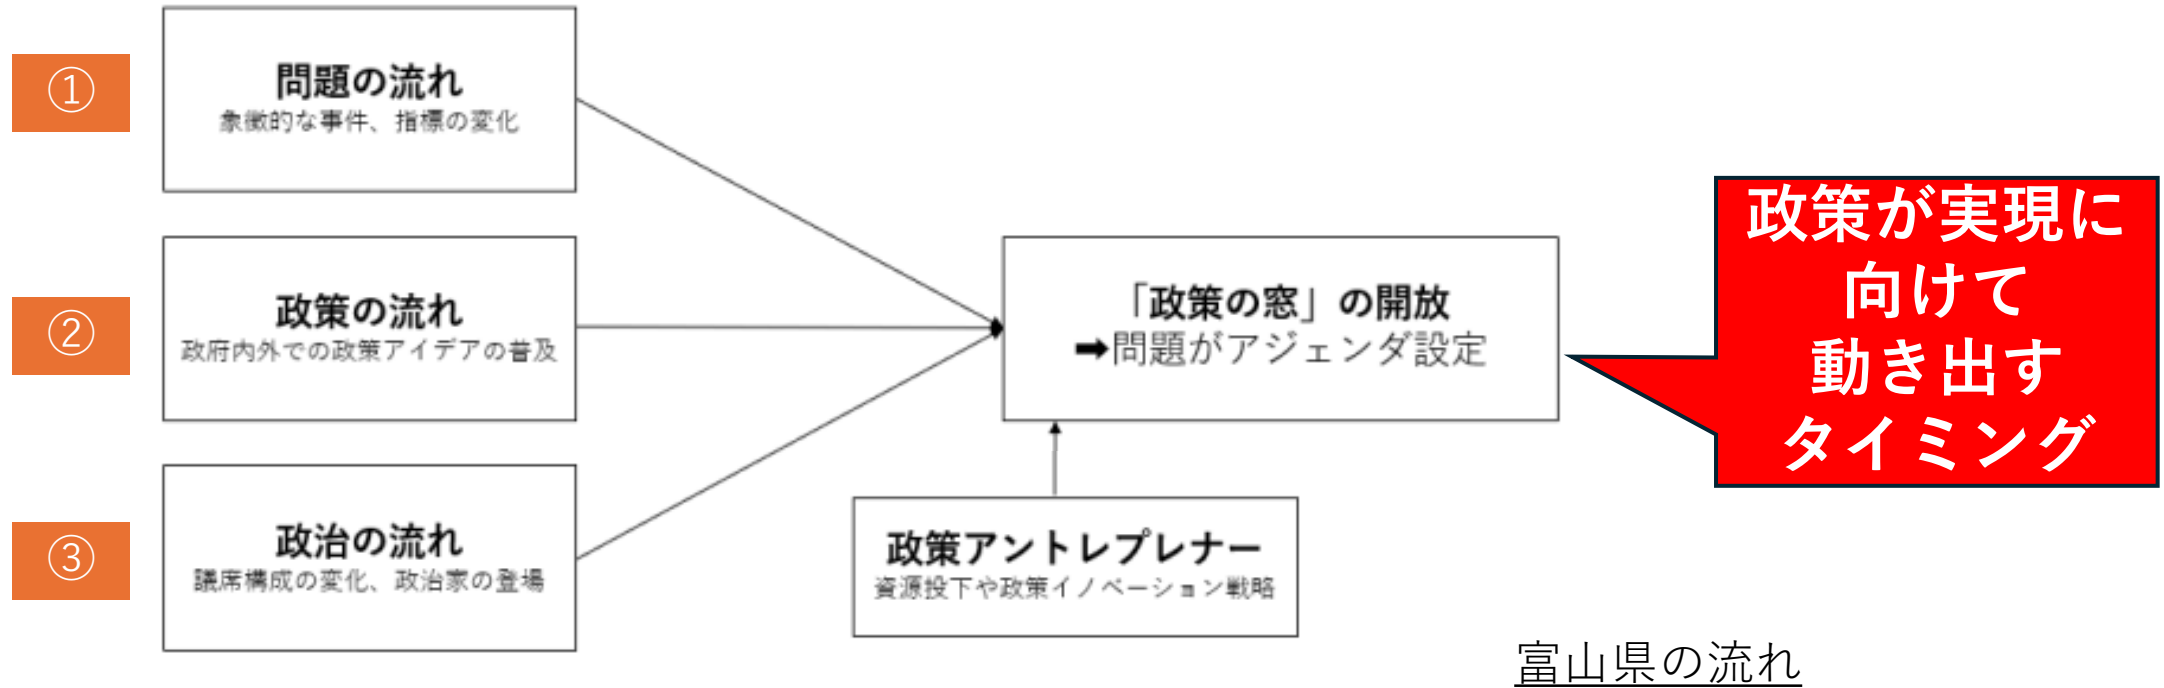 ①
問題の流れ
象徴的な事件、指標の変化
②
政策の流れ
政府内外での政策アイデアの普及
③
政治の流れ
議席構成の変化、政治家の登場
「政策の窓」の開放
➡問題がアジェンダ設定
政策アントレプレナー
資源投下や政策イノベーション戦略
政策が実現に
向けて
動き出す
タイミング
富山県の流れ